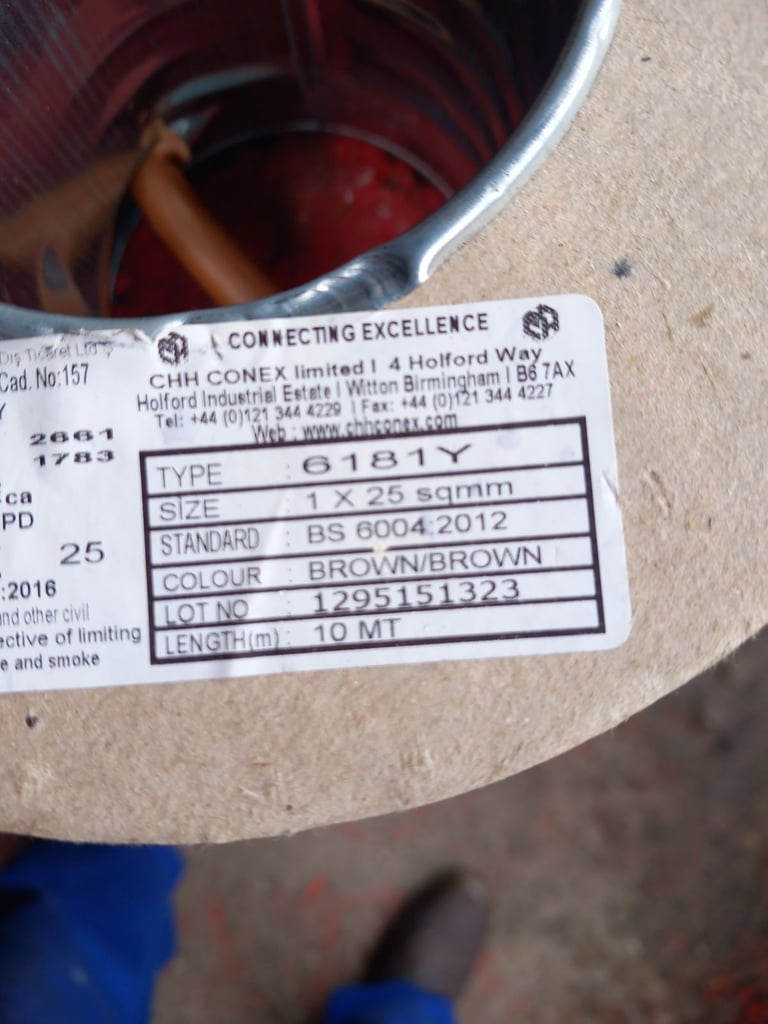 Dış Ticaret Ltd Ş
Cad. No:157
Y
2661
1783
ca
PD
25
:2016
and other civil
ective of limiting
e and smoke
CONNECTING EXCELLENCE
CHH CONEX limited I 4 Holford Way
Holford Industrial Estate I Witton Birmingham I B6 7AX
Tel: +44 (0)121 344 4229 I Fax: +44 (0)121 344 4227
Web : www.chhconex.com
TYPE : 6181Y
SIZE : 1 X 25 sqmm
STANDARD : BS 6004:2012
COLOUR : BROWN/BROWN
LOT NO : 1295151323
LENGTH(m) : 10 MT